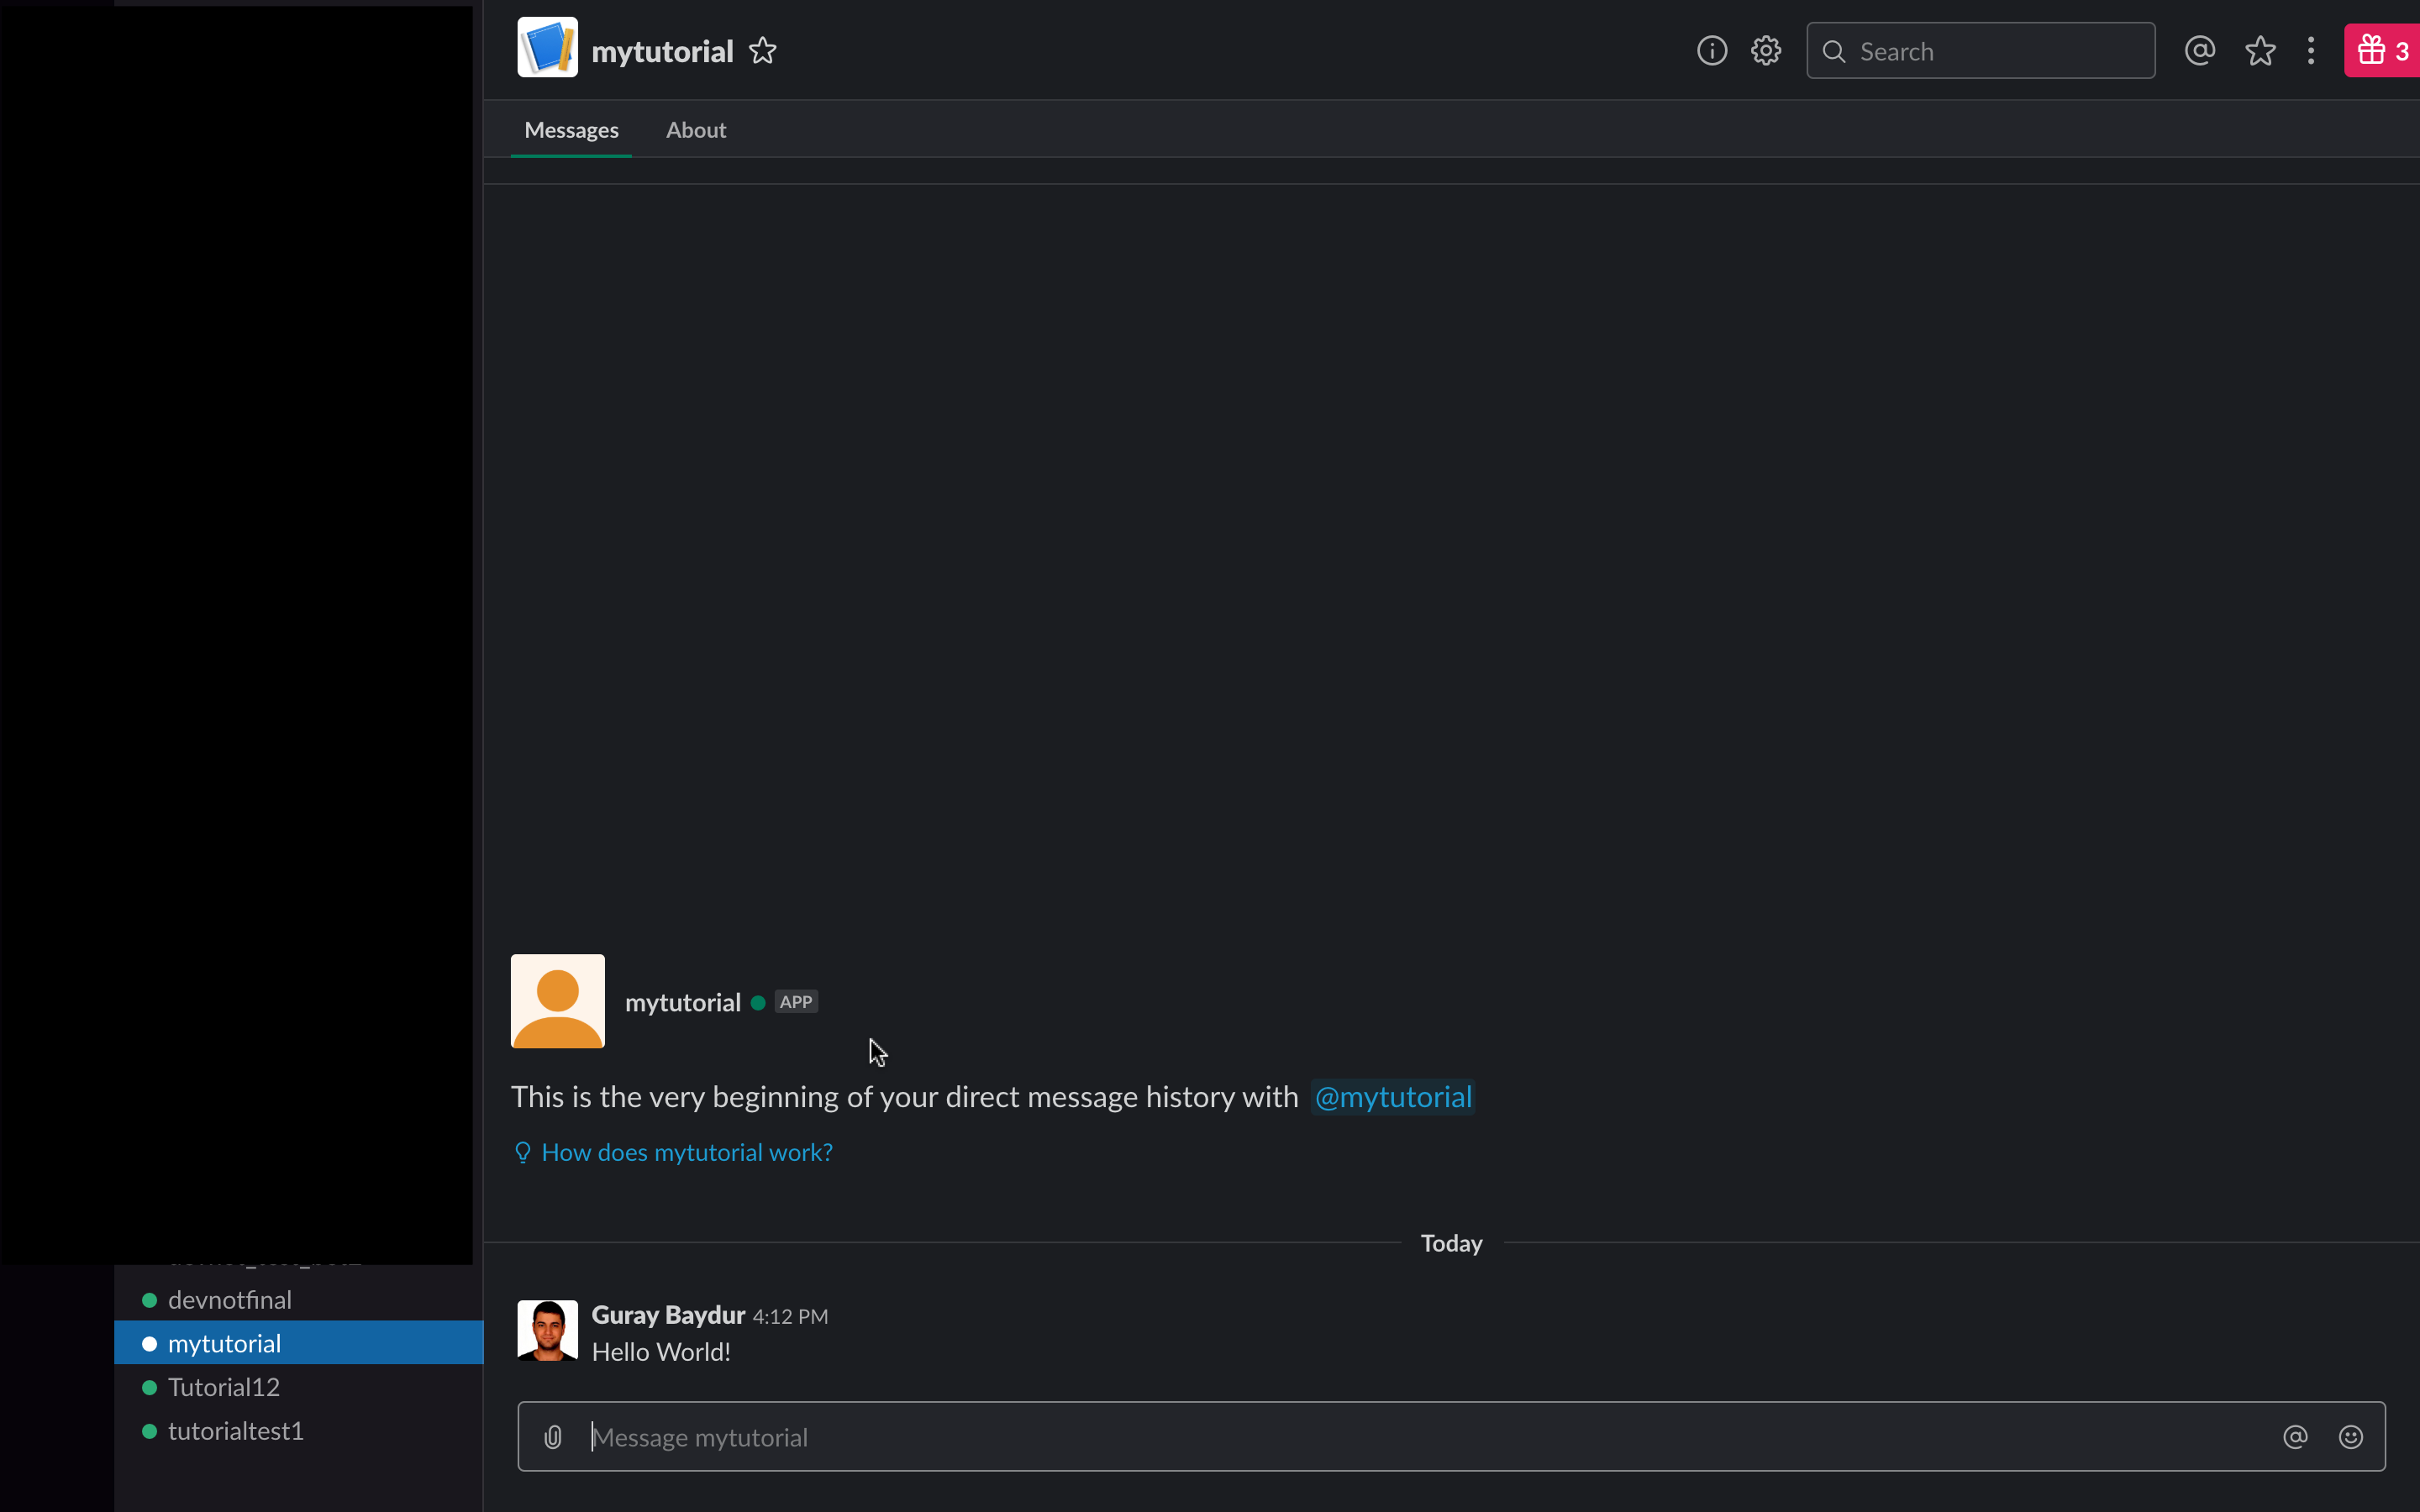 mytutorial
Search
3
Messages
About
mytutorial APP
This is the very beginning of your direct message history with @mytutorial
How does mytutorial work?
Today
Guray Baydur 4:12 PM
Hello World!
Message mytutorial
devnotfinal
mytutorial
Tutorial12
tutorialtest1